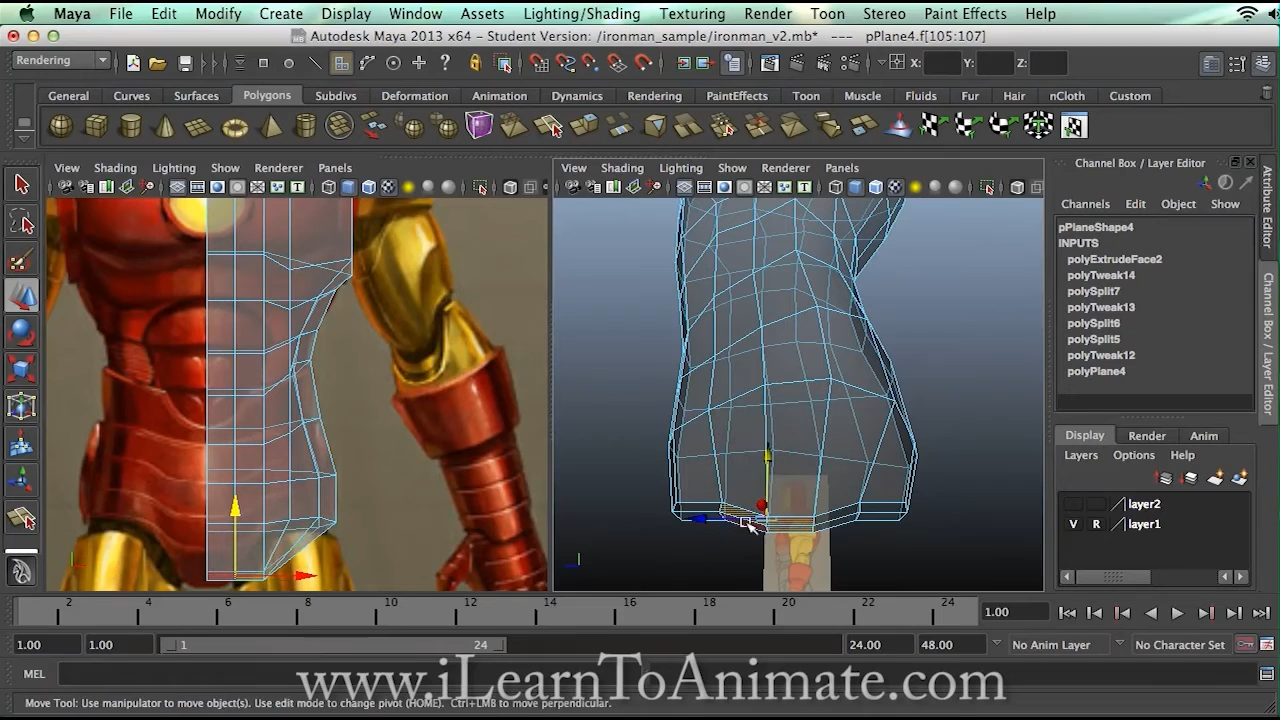 Maya File Edit Modify Create Display Window Assets Lighting/Shading Texturing Render Toon Stereo Paint Effects Help
Autodesk Maya 2013 x64 - Student Version: /ironman_sample/ironman_v2.mb* --- pPlane4.f[105:107]
Rendering X: Y: Z:
General Curves Surfaces Polygons Subdivs Deformation Animation Dynamics Rendering PaintEffects Toon Muscle Fluids Fur Hair nCloth Custom
View Shading Lighting Show Renderer Panels
View Shading Lighting Show Renderer Panels
Channel Box / Layer Editor
Channels Edit Object Show
pPlaneShape4
INPUTS
polyExtrudeFace2
polyTweak14
polySplit7
polyTweak13
polySplit6
polySplit5
polyTweak12
polyPlane4
Attribute Editor
Channel Box / Layer Editor
Display Render Anim
Layers Options Help
layer2
V R layer1
2 4 6 8 10 12 14 16 18 20 22 24 1.00
1.00 1.00 1 24 24.00 48.00 No Anim Layer No Character Set
MEL
www.iLearnToAnimate.com
Move Tool: Use manipulator to move object(s). Use edit mode to change pivot (HOME). Ctrl+LMB to move perpendicular.